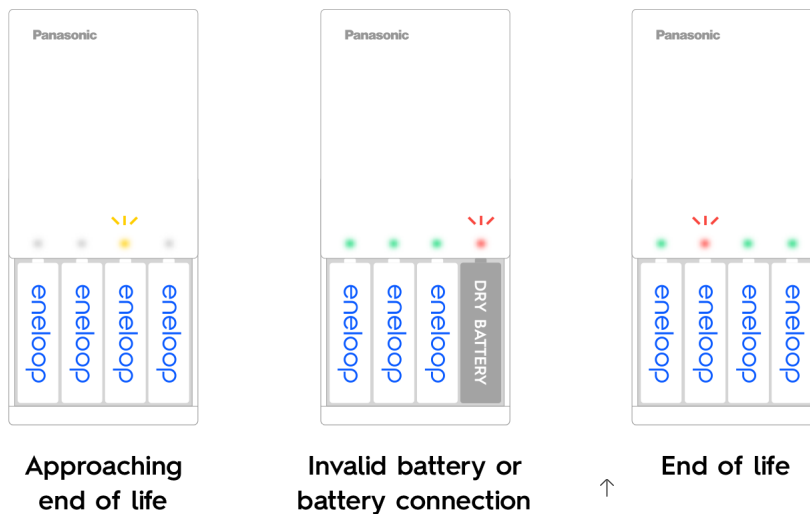 Panasonic
eneloop
eneloop
eneloop
eneloop
Approaching
end of life
Panasonic
eneloop
eneloop
eneloop
DRY BATTERY
Invalid battery or
battery connection
Panasonic
eneloop
eneloop
eneloop
eneloop
End of life